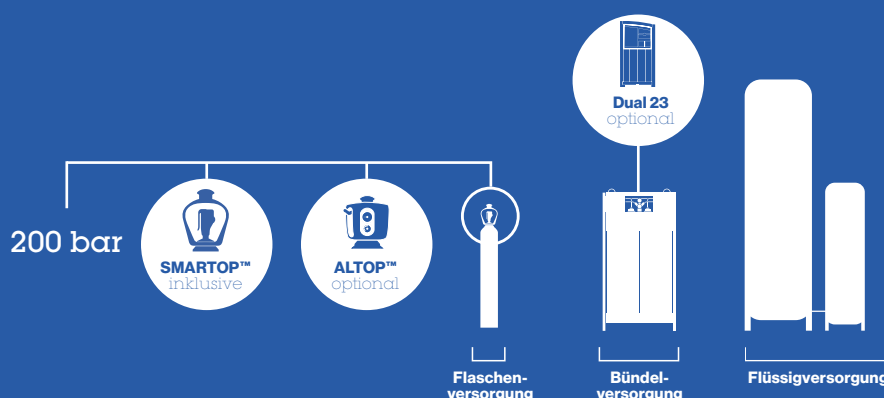 Dual 23
optional
200 bar
SMARTOP™
inklusive
ALTOP™
optional
Flaschen-
versorgung
Bündel-
versorgung
Flüssigversorgung